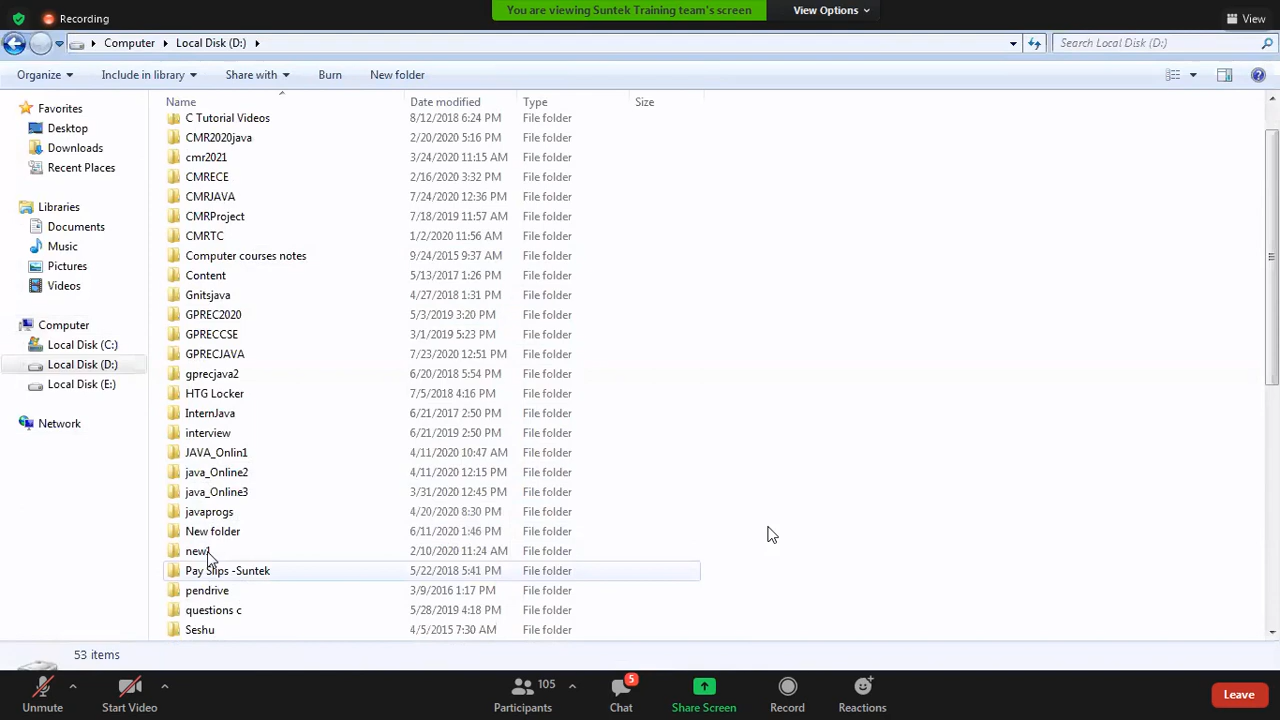 Recording
You are viewing Suntek Training team's screen
View Options
View
Computer
Local Disk (D:)
Search Local Disk (D:)
Organize
Include in library
Share with
Burn
New folder
Name
Date modified
Type
Size
Favorites
Desktop
Downloads
Recent Places
Libraries
Documents
Music
Pictures
Videos
Computer
Local Disk (C:)
Local Disk (D:)
Local Disk (E:)
Network
C Tutorial Videos 8/12/2018 6:24 PM File folder
CMR2020java 2/20/2020 5:16 PM File folder
cmr2021 3/24/2020 11:15 AM File folder
CMRECE 2/16/2020 3:32 PM File folder
CMRJAVA 7/24/2020 12:36 PM File folder
CMRProject 7/18/2019 11:57 AM File folder
CMRTC 1/2/2020 11:56 AM File folder
Computer courses notes 9/24/2015 9:37 AM File folder
Content 5/13/2017 1:26 PM File folder
Gnitsjava 4/27/2018 1:31 PM File folder
GPREC2020 5/3/2019 3:20 PM File folder
GPRECCSE 3/1/2019 5:23 PM File folder
GPRECJAVA 7/23/2020 12:51 PM File folder
gprecjava2 6/20/2018 5:54 PM File folder
HTG Locker 7/5/2018 4:16 PM File folder
InternJava 6/21/2017 2:50 PM File folder
interview 6/21/2019 2:50 PM File folder
JAVA_Onlin1 4/11/2020 10:47 AM File folder
java_Online2 4/11/2020 12:15 PM File folder
java_Online3 3/31/2020 12:45 PM File folder
javaprogs 4/20/2020 8:30 PM File folder
New folder 6/11/2020 1:46 PM File folder
new1 2/10/2020 11:24 AM File folder
Pay Slips -Suntek 5/22/2018 5:41 PM File folder
pendrive 3/9/2016 1:17 PM File folder
questions c 5/28/2019 4:18 PM File folder
Seshu 4/5/2015 7:30 AM File folder
53 items
Unmute
Start Video
105
Participants
5
Chat
Share Screen
Record
Reactions
Leave